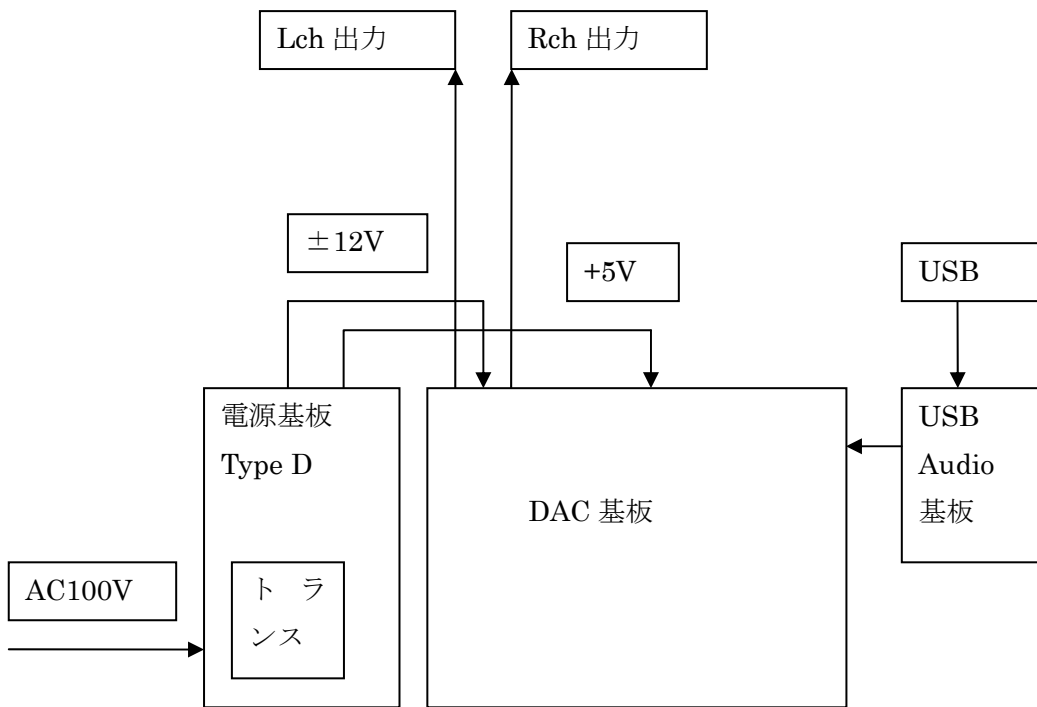 Lch 出力
Rch 出力
±12V
+5V
USB
電源基板
Type D
DAC 基板
USB
Audio
基板
AC100V
トラ
ンス